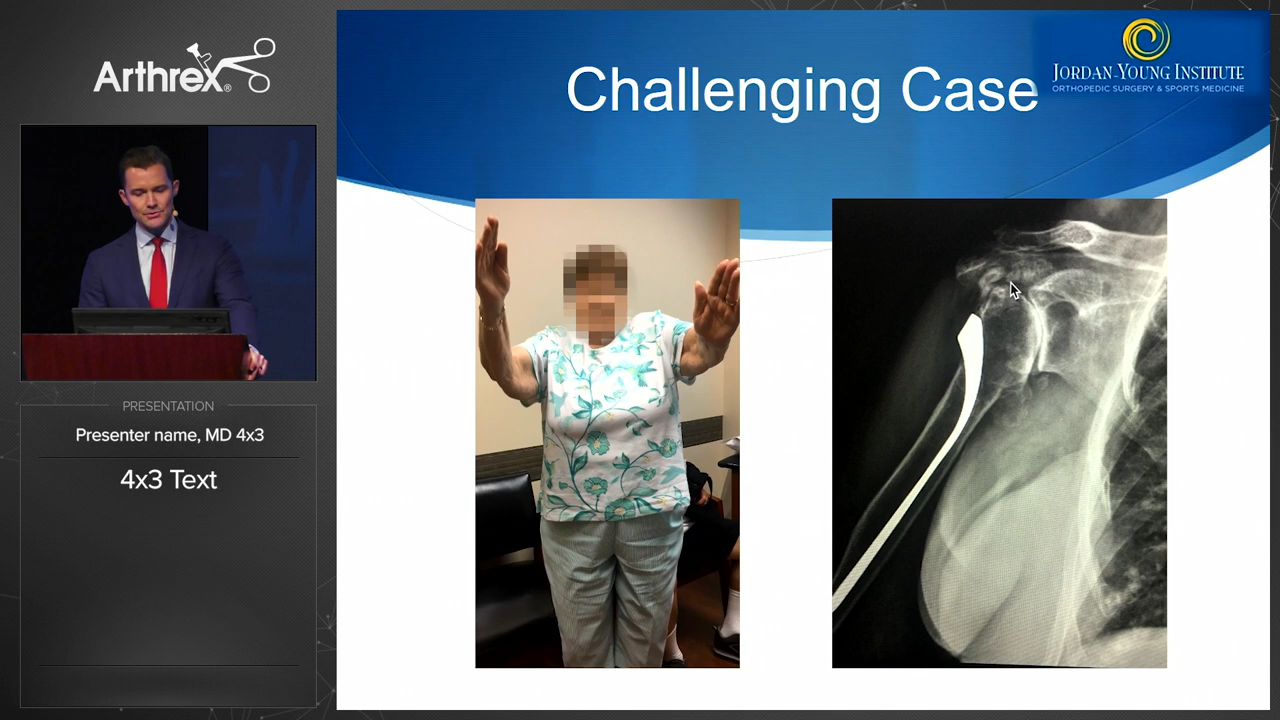 Arthrex®
PRESENTATION
Presenter name, MD 4x3
4x3 Text
Challenging Case
JORDAN-YOUNG INSTITUTE
ORTHOPEDIC SURGERY & SPORTS MEDICINE